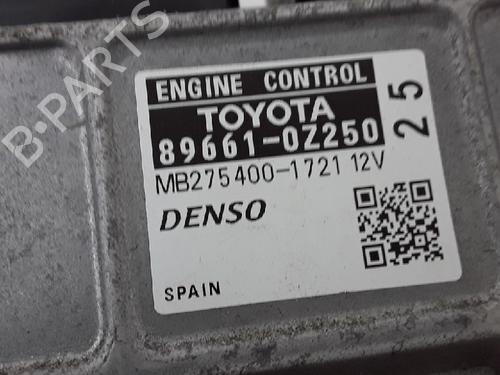 B-PARTS
ENGINE CONTROL
TOYOTA
89661-0Z250
25
MB275400-1721 12V
DENSO
SPAIN